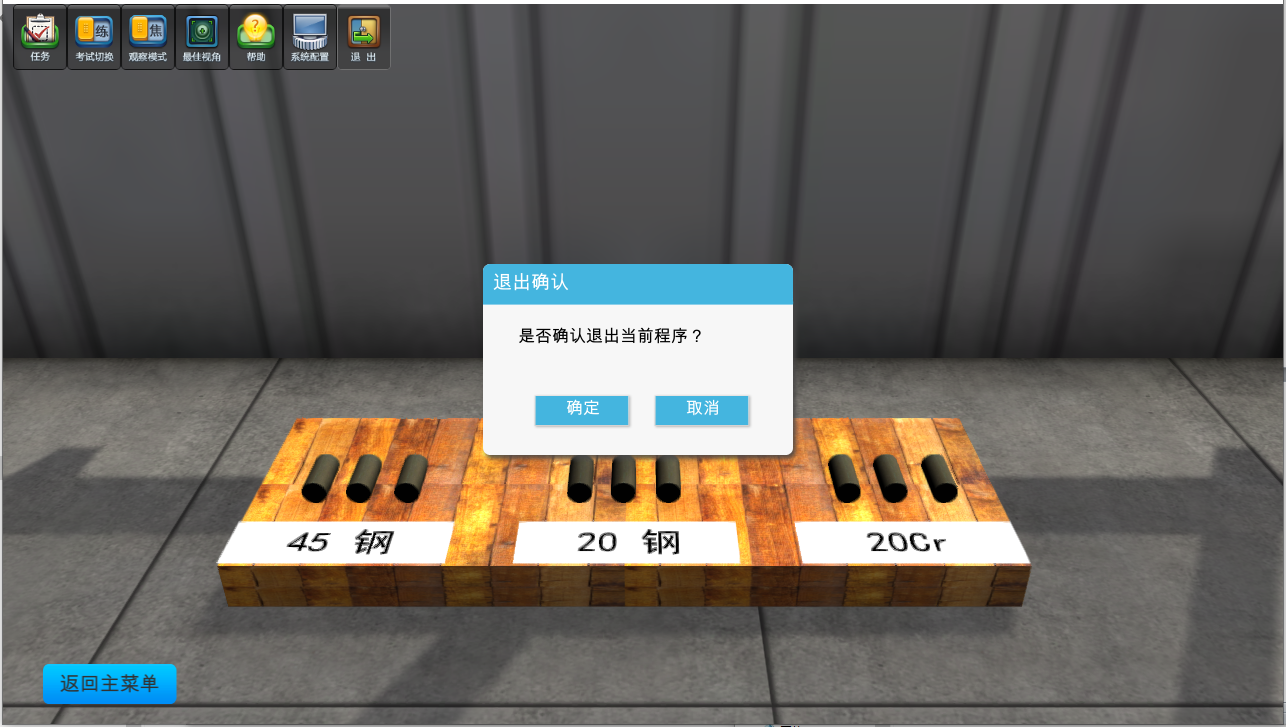 任务
考试切换
观察模式
最佳视角
帮助
系统配置
退 出
练
焦
?
退出确认
是否确认退出当前程序？
确定
取消
45 钢
20 钢
20Cr
返回主菜单